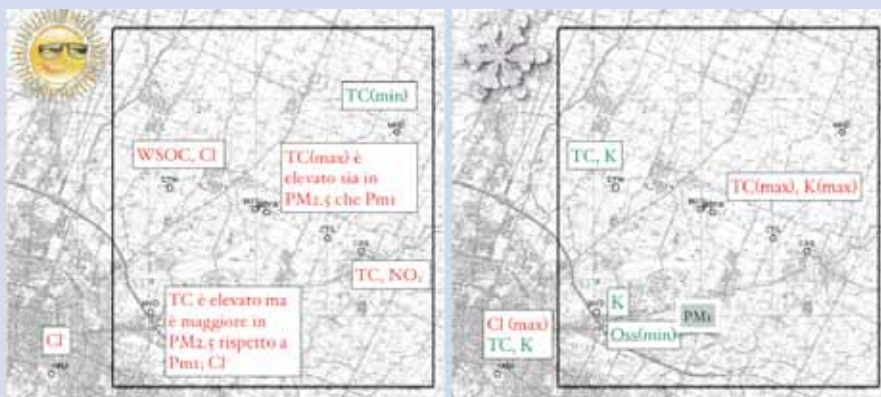 TC(min)
WSOC, Cl
TC(max) è
elevato sia in
PM2.5 che Pm1
TC, NO₂
TC è elevato ma
è maggiore in
PM2.5 rispetto a
Pm1; Cl
Cl
TC, K
TC(max), K(max)
K
PM1
Oss(min)
Cl (max)
TC, K